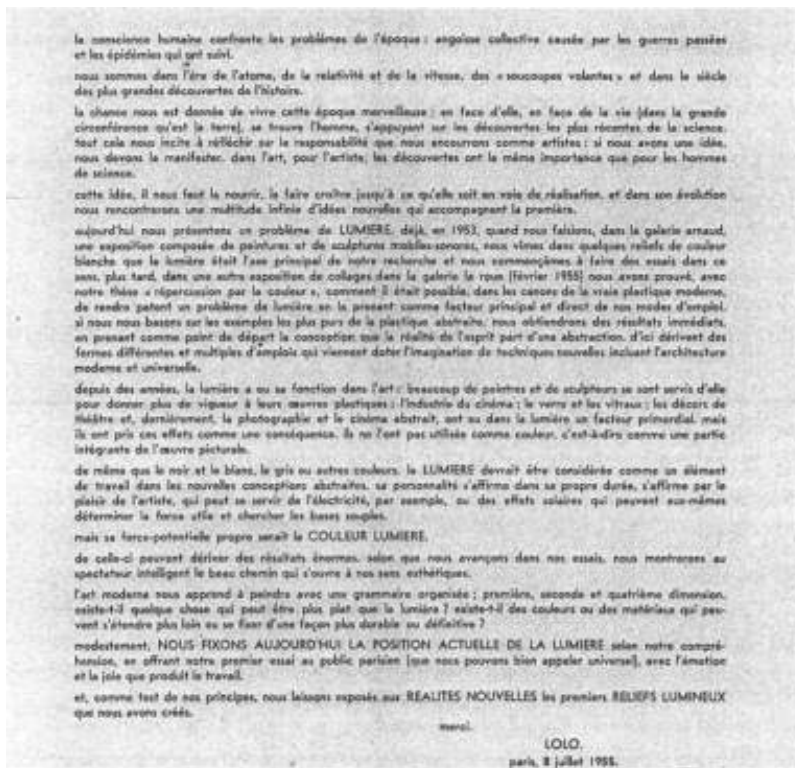 la conscience humaine confronte les problèmes de l'époque : angoisse collective causée par les guerres passées
et les épidémies qui ont suivi.
nous sommes dans l'ère de l'atome, de la relativité et de la vitesse, des « soucoupes volantes » et dans le siècle
des plus grandes découvertes de l'histoire.
la chance nous est donnée de vivre cette époque merveilleuse ; en face d'elle, en face de la vie (dans la grande
circonférence qu'est la terre), se trouve l'homme, s'appuyant sur les découvertes les plus récentes de la science.
tout cela nous incite à réfléchir sur la responsabilité que nous encourrons comme artistes : si nous avons une idée,
nous devons la manifester. dans l'art, pour l'artiste, les découvertes ont la même importance que pour les hommes
de science.
cette idée, il nous faut la nourrir, la faire croître jusqu'à ce qu'elle soit en voie de réalisation, et dans son évolution
nous rencontrerons une multitude infinie d'idées nouvelles qui accompagnent la première.
aujourd'hui nous présentons un problème de LUMIERE. déjà, en 1953, quand nous faisions, dans la galerie arnaud,
une exposition composée de peintures et de sculptures mobiles-sonores, nous vîmes dans quelques reliefs de couleur
blanche que la lumière était l'axe principal de notre recherche et nous commençâmes à faire des essais dans ce
sens. plus tard, dans une autre exposition de collages dans la galerie la roue (février 1955) nous avons prouvé, avec
notre thèse « répercussion par la couleur », comment il était possible, dans les canons de la vraie plastique moderne,
de rendre patent un problème de lumière en la prenant comme facteur principal et direct de nos modes d'emploi.
si nous nous basons sur les exemples les plus purs de la plastique abstraite, nous obtiendrons des résultats immédiats,
en prenant comme point de départ la conception que la réalité de l'esprit part d'une abstraction. d'ici dérivent des
formes différentes et multiples d'emplois qui viennent doter l'imagination de techniques nouvelles incluant l'architecture
moderne et universelle.
depuis des années, la lumière a eu sa fonction dans l'art : beaucoup de peintres et de sculpteurs se sont servis d'elle
pour donner plus de vigueur à leurs œuvres plastiques ; l'industrie du cinéma ; le verre et les vitraux ; les décors de
théâtre et, dernièrement, la photographie et le cinéma abstrait, ont eu dans la lumière un facteur primordial. mais
ils ont pris ces effets comme une conséquence. ils ne l'ont pas utilisée comme couleur, c'est-à-dire comme une partie
intégrante de l'œuvre picturale.
de même que le noir et le blanc, le gris ou autres couleurs, la LUMIERE devrait être considérée comme un élément
de travail dans les nouvelles conceptions abstraites. sa personnalité s'affirme dans sa propre durée, s'affirme par le
plaisir de l'artiste, qui peut se servir de l'électricité, par exemple, ou des effets solaires qui peuvent eux-mêmes
déterminer la force utile et chercher les bases souples.
mais sa force-potentielle propre serait la COULEUR LUMIERE.
de celle-ci peuvent dériver des résultats énormes. selon que nous avançons dans nos essais, nous montrerons au
spectateur intelligent le beau chemin qui s'ouvre à nos sens esthétiques.
l'art moderne nous apprend à peindre avec une grammaire organisée ; première, seconde et quatrième dimension.
existe-t-il quelque chose qui peut être plus plat que la lumière ? existe-t-il des couleurs ou des matériaux qui peu-
vent s'étendre plus loin ou se fixer d'une façon plus durable ou définitive ?
modestement, NOUS FIXONS AUJOURD'HUI LA POSITION ACTUELLE DE LA LUMIERE selon notre compré-
hension, en offrant notre premier essai au public parisien (que nous pouvons bien appeler universel), avec l'émotion
et la joie que produit le travail.
et, comme test de nos principes, nous laissons exposés aux REALITES NOUVELLES les premiers RELIEFS LUMINEUX
que nous avons créés.
merci.
LOLO.
paris, 8 juillet 1955.